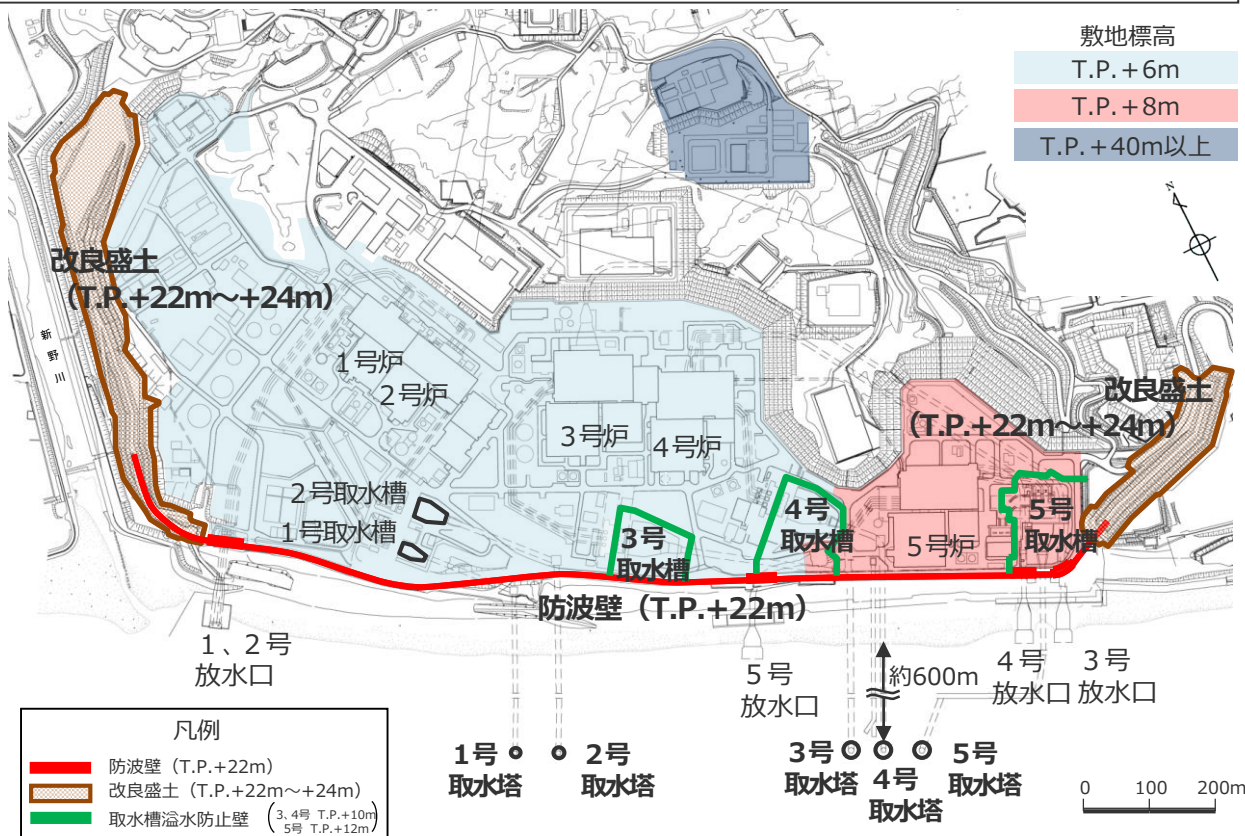 敷地標高
T.P.+6m
T.P.+8m
T.P.+40m以上
N
改良盛土
(T.P.+22m~+24m)
新野川
1号炉
2号炉
3号炉
4号炉
5号炉
改良盛土
(T.P.+22m~+24m)
2号取水槽
1号取水槽
3号
取水槽
4号
取水槽
5号
取水槽
防波壁(T.P.+22m)
1、2号
放水口
5号
放水口
約600m
4号
放水口
3号
放水口
1号
取水塔
2号
取水塔
3号
取水塔
4号
取水塔
5号
取水塔
凡例
防波壁(T.P.+22m)
改良盛土(T.P.+22m~+24m)
取水槽溢水防止壁(3、4号 T.P.+10m
5号 T.P.+12m)
0 100 200m